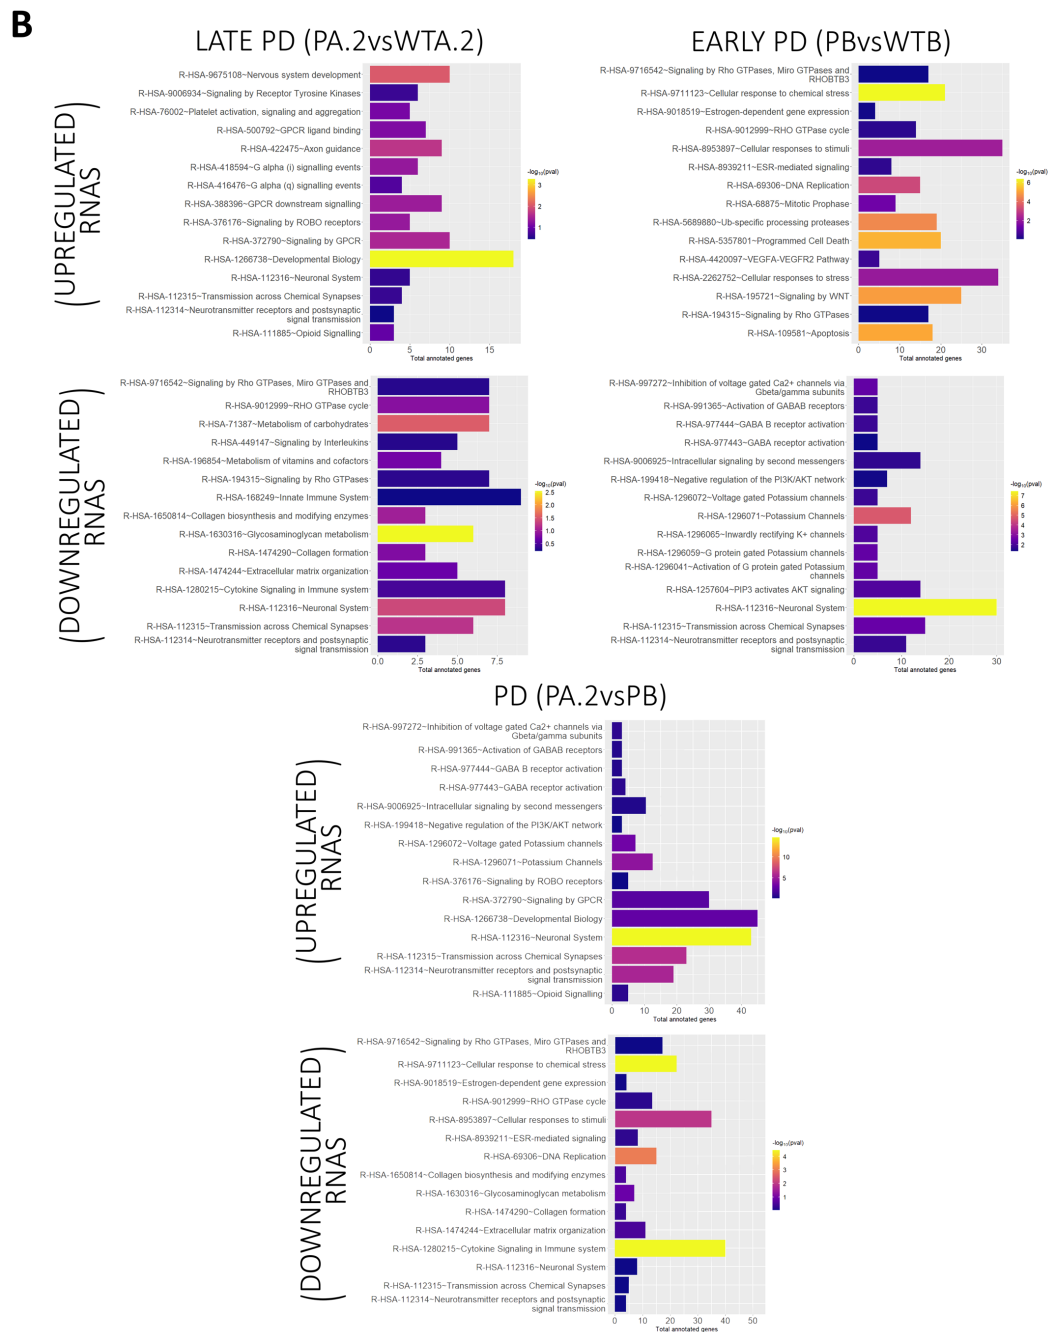 B
LATE PD (PA.2vsWTA.2)
(UPREGULATED)
RNAS
R-HSA-9675108~Nervous system development
R-HSA-9006934~Signaling by Receptor Tyrosine Kinases
R-HSA-76002~Platelet activation, signaling and aggregation
R-HSA-500792~GPCR ligand binding
R-HSA-422475~Axon guidance
R-HSA-418594~G alpha (i) signalling events
R-HSA-416476~G alpha (q) signalling events
R-HSA-388396~GPCR downstream signalling
R-HSA-376176~Signaling by ROBO receptors
R-HSA-372790~Signaling by GPCR
R-HSA-1266738~Developmental Biology
R-HSA-112316~Neuronal System
R-HSA-112315~Transmission across Chemical Synapses
R-HSA-112314~Neurotransmitter receptors and postsynaptic
signal transmission
R-HSA-111885~Opioid Signalling
0 5 10 15
Total annotated genes
-log10(pval)
3
2
1
EARLY PD (PBvsWTB)
R-HSA-9716542~Signaling by Rho GTPases, Miro GTPases and
RHOBTB3
R-HSA-9711123~Cellular response to chemical stress
R-HSA-9018519~Estrogen-dependent gene expression
R-HSA-9012999~RHO GTPase cycle
R-HSA-8953897~Cellular responses to stimuli
R-HSA-8939211~ESR-mediated signaling
R-HSA-69306~DNA Replication
R-HSA-68875~Mitotic Prophase
R-HSA-5689880~Ub-specific processing proteases
R-HSA-5357801~Programmed Cell Death
R-HSA-4420097~VEGFA-VEGFR2 Pathway
R-HSA-2262752~Cellular responses to stress
R-HSA-195721~Signaling by WNT
R-HSA-194315~Signaling by Rho GTPases
R-HSA-109581~Apoptosis
0 10 20 30
Total annotated genes
-log10(pval)
6
4
2
(DOWNREGULATED)
RNAS
R-HSA-9716542~Signaling by Rho GTPases, Miro GTPases and
RHOBTB3
R-HSA-9012999~RHO GTPase cycle
R-HSA-71387~Metabolism of carbohydrates
R-HSA-449147~Signaling by Interleukins
R-HSA-196854~Metabolism of vitamins and cofactors
R-HSA-194315~Signaling by Rho GTPases
R-HSA-168249~Innate Immune System
R-HSA-1650814~Collagen biosynthesis and modifying enzymes
R-HSA-1630316~Glycosaminoglycan metabolism
R-HSA-1474290~Collagen formation
R-HSA-1474244~Extracellular matrix organization
R-HSA-1280215~Cytokine Signaling in Immune system
R-HSA-112316~Neuronal System
R-HSA-112315~Transmission across Chemical Synapses
R-HSA-112314~Neurotransmitter receptors and postsynaptic
signal transmission
0.0 2.5 5.0 7.5
Total annotated genes
-log10(pval)
2.5
2.0
1.5
1.0
0.5
R-HSA-997272~Inhibition of voltage gated Ca2+ channels via
Gbeta/gamma subunits
R-HSA-991365~Activation of GABAB receptors
R-HSA-977444~GABA B receptor activation
R-HSA-977443~GABA receptor activation
R-HSA-9006925~Intracellular signaling by second messengers
R-HSA-199418~Negative regulation of the PI3K/AKT network
R-HSA-1296072~Voltage gated Potassium channels
R-HSA-1296071~Potassium Channels
R-HSA-1296065~Inwardly rectifying K+ channels
R-HSA-1296059~G protein gated Potassium channels
R-HSA-1296041~Activation of G protein gated Potassium
channels
R-HSA-1257604~PIP3 activates AKT signaling
R-HSA-112316~Neuronal System
R-HSA-112315~Transmission across Chemical Synapses
R-HSA-112314~Neurotransmitter receptors and postsynaptic
signal transmission
0 10 20 30
Total annotated genes
-log10(pval)
7
6
5
4
3
2
PD (PA.2vsPB)
(UPREGULATED)
RNAS
R-HSA-997272~Inhibition of voltage gated Ca2+ channels via
Gbeta/gamma subunits
R-HSA-991365~Activation of GABAB receptors
R-HSA-977444~GABA B receptor activation
R-HSA-977443~GABA receptor activation
R-HSA-9006925~Intracellular signaling by second messengers
R-HSA-199418~Negative regulation of the PI3K/AKT network
R-HSA-1296072~Voltage gated Potassium channels
R-HSA-1296071~Potassium Channels
R-HSA-376176~Signaling by ROBO receptors
R-HSA-372790~Signaling by GPCR
R-HSA-1266738~Developmental Biology
R-HSA-112316~Neuronal System
R-HSA-112315~Transmission across Chemical Synapses
R-HSA-112314~Neurotransmitter receptors and postsynaptic
signal transmission
R-HSA-111885~Opioid Signalling
0 10 20 30 40
Total annotated genes
-log10(pval)
10
5
(DOWNREGULATED)
RNAS
R-HSA-9716542~Signaling by Rho GTPases, Miro GTPases and
RHOBTB3
R-HSA-9711123~Cellular response to chemical stress
R-HSA-9018519~Estrogen-dependent gene expression
R-HSA-9012999~RHO GTPase cycle
R-HSA-8953897~Cellular responses to stimuli
R-HSA-8939211~ESR-mediated signaling
R-HSA-69306~DNA Replication
R-HSA-1650814~Collagen biosynthesis and modifying enzymes
R-HSA-1630316~Glycosaminoglycan metabolism
R-HSA-1474290~Collagen formation
R-HSA-1474244~Extracellular matrix organization
R-HSA-1280215~Cytokine Signaling in Immune system
R-HSA-112316~Neuronal System
R-HSA-112315~Transmission across Chemical Synapses
R-HSA-112314~Neurotransmitter receptors and postsynaptic
signal transmission
0 10 20 30 40 50
Total annotated genes
-log10(pval)
4
3
2
1